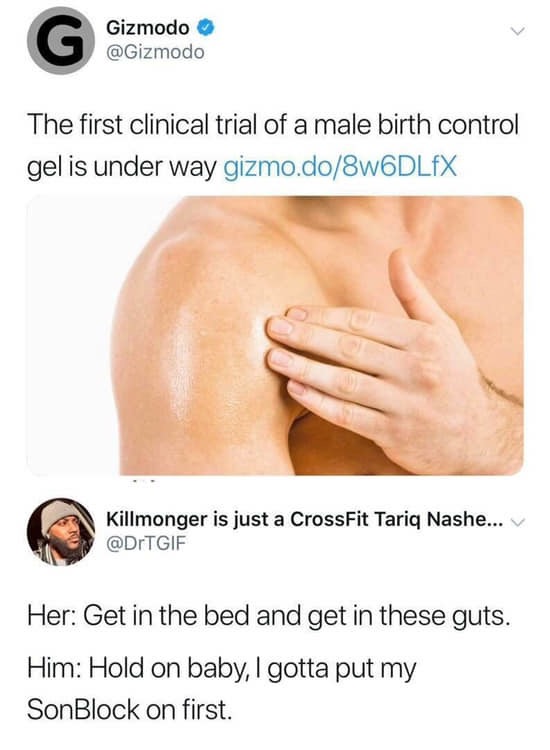 G
Gizmodo
@Gizmodo
The first clinical trial of a male birth control
gel is under way gizmo.do/8w6DLfX
Killmonger is just a CrossFit Tariq Nashe...
@DrTGIF
Her: Get in the bed and get in these guts.
Him: Hold on baby, I gotta put my
SonBlock on first.